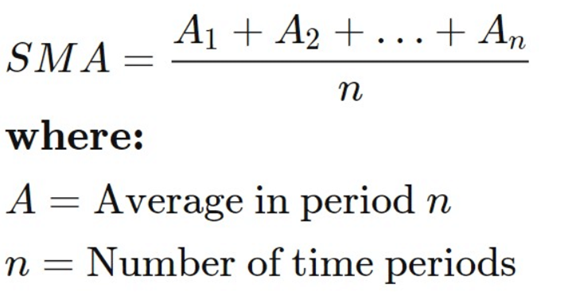 SMA = A₁ + A₂ + . . . + Aₙ / n
where:
A = Average in period n
n = Number of time periods